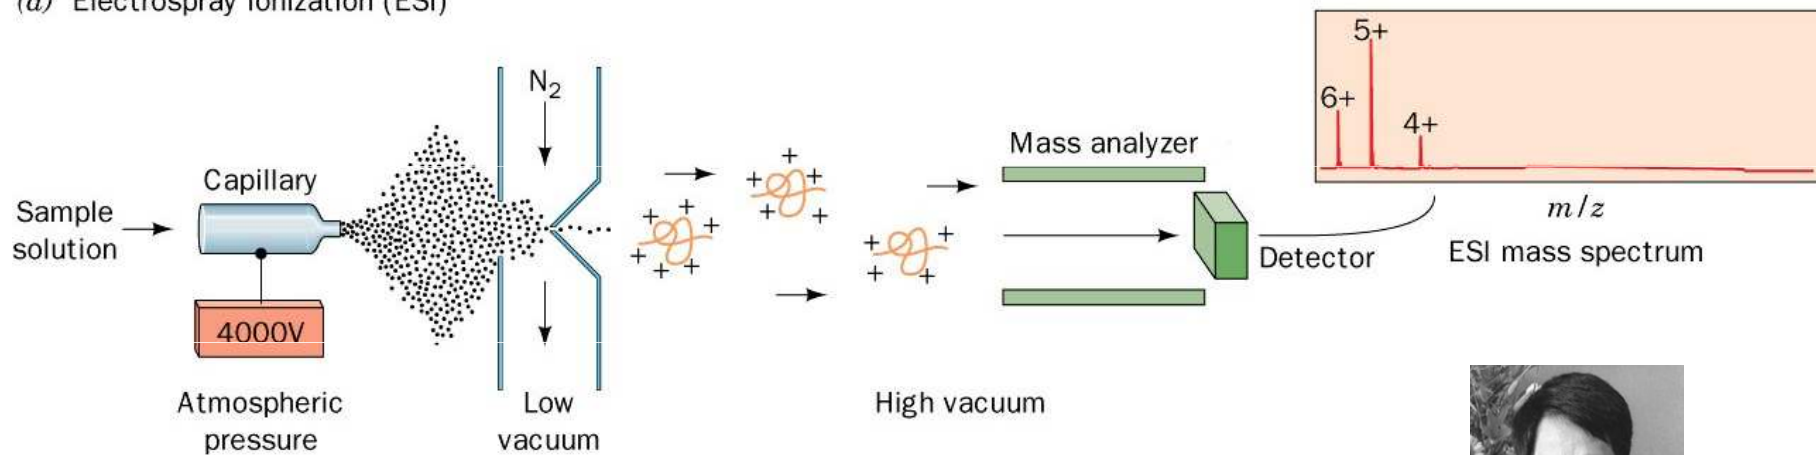 (a) Electrospray Ionization (ESI)
Sample
solution
Capillary
4000V
Atmospheric
pressure
N2
Low
vacuum
+ + + + + +
+ + + + +
+ + + +
High vacuum
Mass analyzer
Detector
6+
5+
4+
m/z
ESI mass spectrum